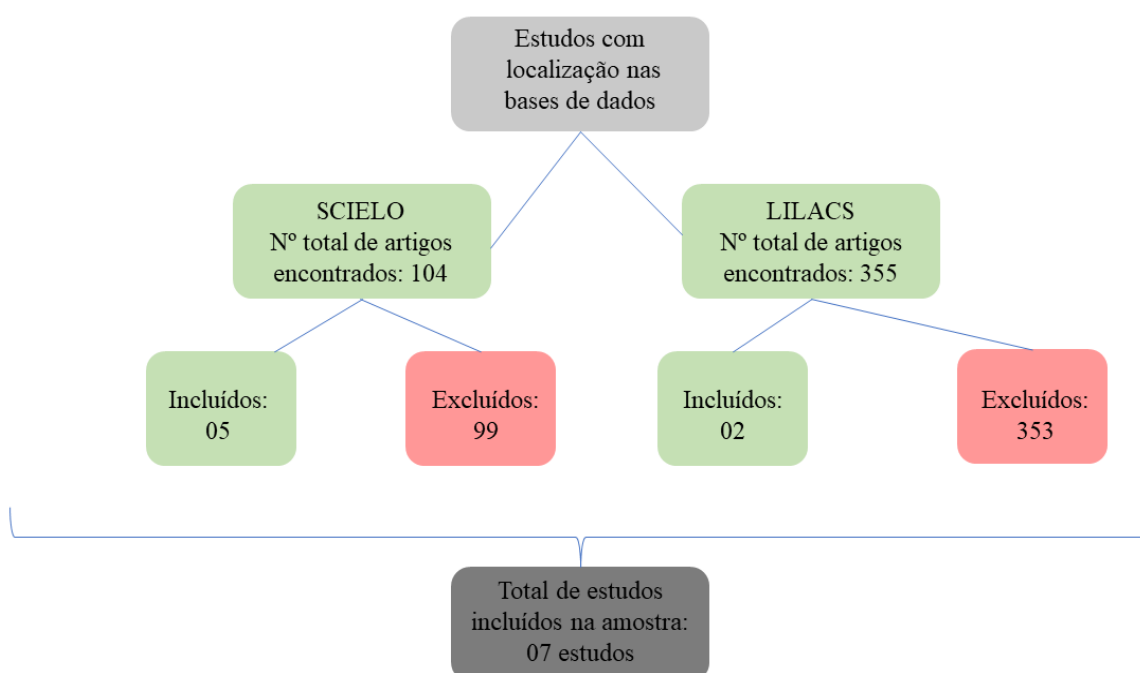 Estudos com
localização nas
bases de dados
SCIELO
Nº total de artigos
encontrados: 104
LILACS
Nº total de artigos
encontrados: 355
Incluídos:
05
Excluídos:
99
Incluídos:
02
Excluídos:
353
Total de estudos
incluídos na amostra:
07 estudos